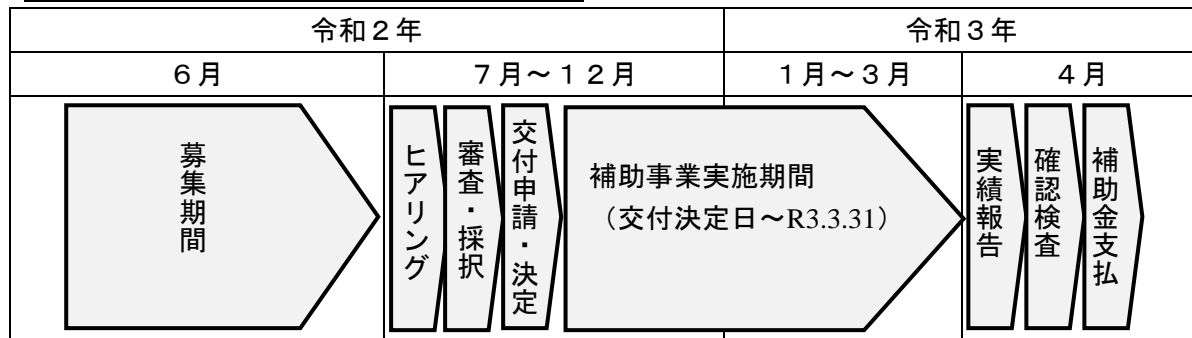 令和２年
令和３年
６月
７月～１２月
１月～３月
４月
募集期間
ヒアリング
審査・採択
交付申請・決定
補助事業実施期間
（交付決定日～R3.3.31）
実績報告
確認検査
補助金支払